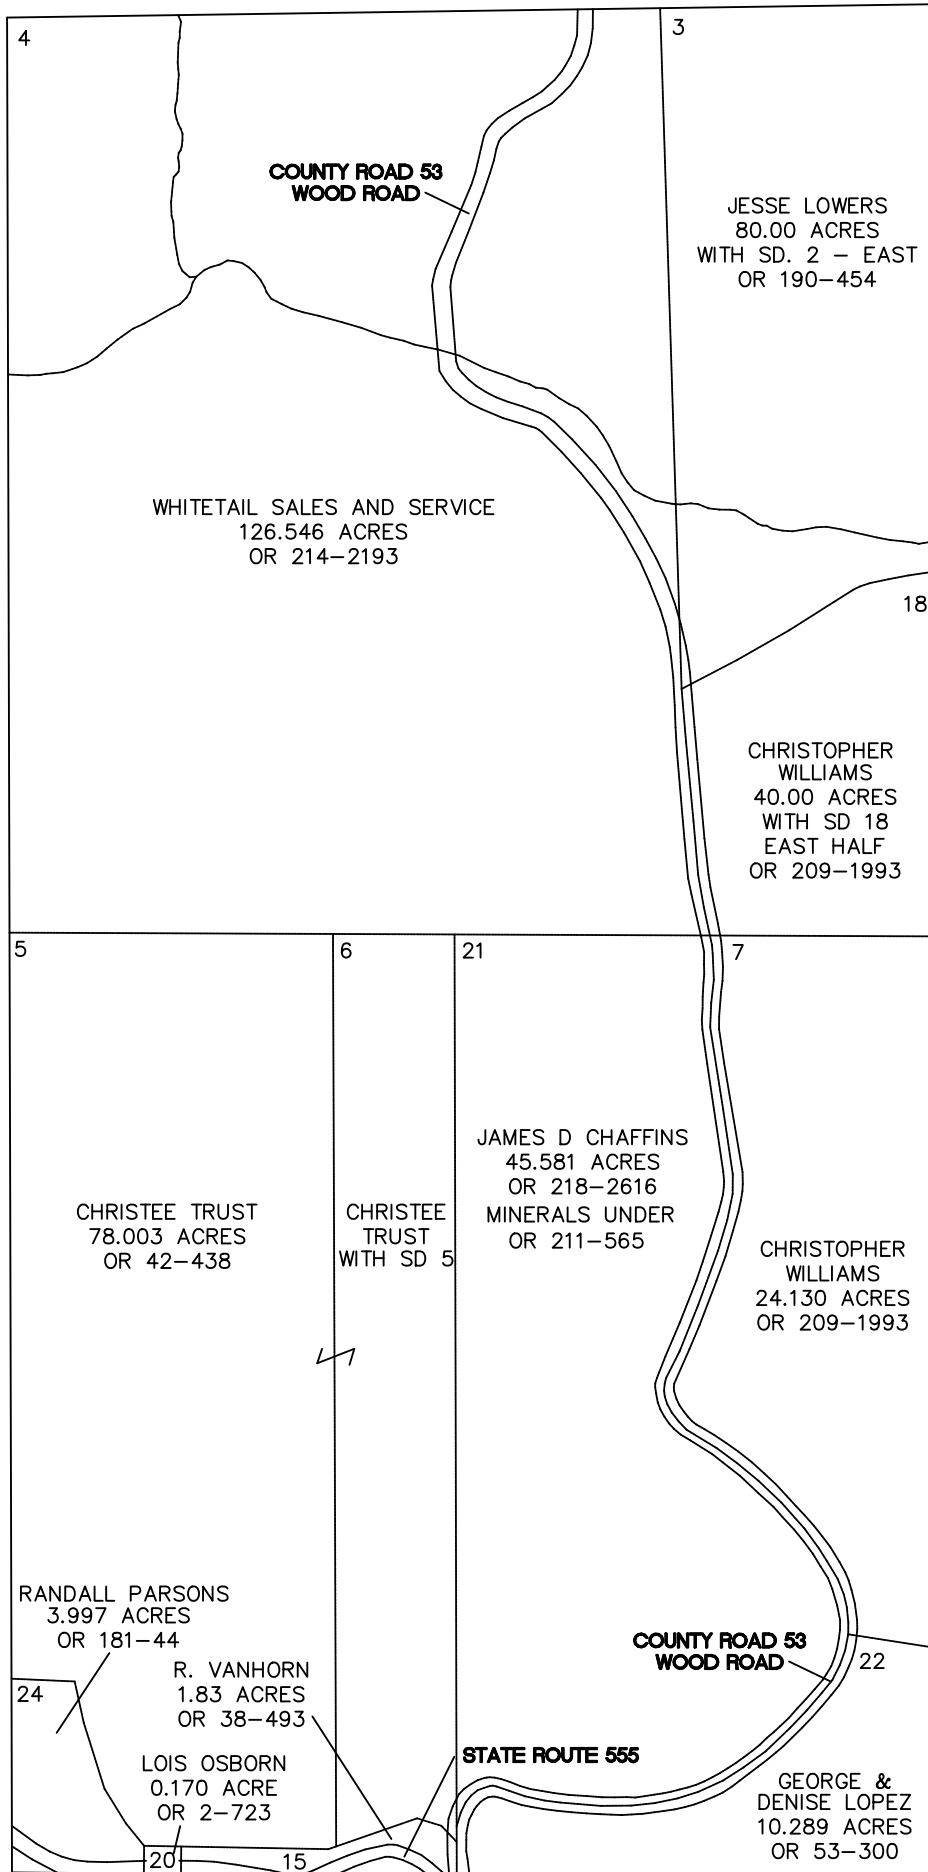 4
3
COUNTY ROAD 53
WOOD ROAD
JESSE LOWERS
80.00 ACRES
WITH SD. 2 – EAST
OR 190–454
WHITETAIL SALES AND SERVICE
126.546 ACRES
OR 214–2193
18
CHRISTOPHER
WILLIAMS
40.00 ACRES
WITH SD 18
EAST HALF
OR 209–1993
5
6
21
7
JAMES D CHAFFINS
45.581 ACRES
OR 218–2616
MINERALS UNDER
OR 211–565
CHRISTEE TRUST
78.003 ACRES
OR 42–438
CHRISTEE
TRUST
WITH SD 5
CHRISTOPHER
WILLIAMS
24.130 ACRES
OR 209–1993
RANDALL PARSONS
3.997 ACRES
OR 181–44
COUNTY ROAD 53
WOOD ROAD
22
24
R. VANHORN
1.83 ACRES
OR 38–493
STATE ROUTE 555
LOIS OSBORN
0.170 ACRE
OR 2–723
GEORGE &
DENISE LOPEZ
10.289 ACRES
OR 53–300
20
15